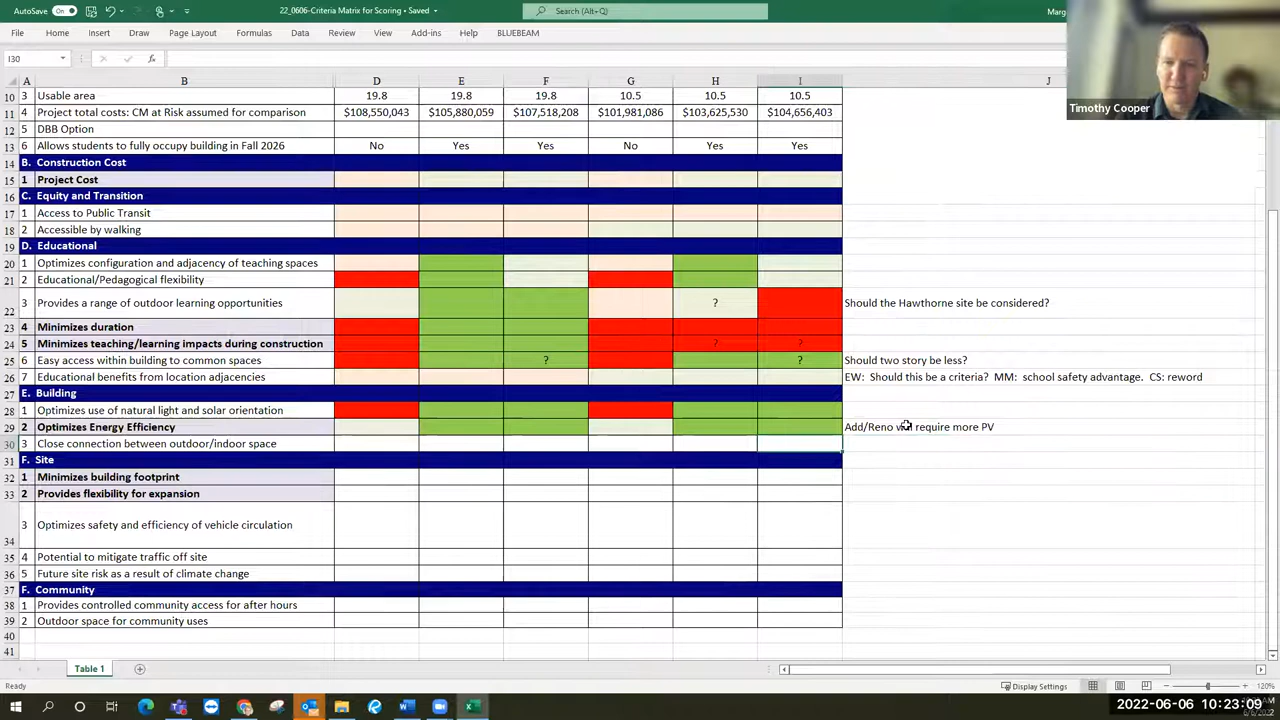 AutoSave On 22_0606-Criteria Matrix for Scoring • Saved Search (Alt+Q)
File Home Insert Draw Page Layout Formulas Data Review View Add-ins Help BLUEBEAM
Timothy Cooper
I30 fx
A B D E F G H I J
10 3 Usable area 19.8 19.8 19.8 10.5 10.5 10.5
11 4 Project total costs: CM at Risk assumed for comparison $108,550,043 $105,880,059 $107,518,208 $101,981,086 $103,625,530 $104,656,403
12 5 DBB Option
13 6 Allows students to fully occupy building in Fall 2026 No Yes Yes No Yes Yes
14 B. Construction Cost
15 1 Project Cost
16 C. Equity and Transition
17 1 Access to Public Transit
18 2 Accessible by walking
19 D. Educational
20 1 Optimizes configuration and adjacency of teaching spaces
21 2 Educational/Pedagogical flexibility
22 3 Provides a range of outdoor learning opportunities ? Should the Hawthorne site be considered?
23 4 Minimizes duration
24 5 Minimizes teaching/learning impacts during construction ? ?
25 6 Easy access within building to common spaces ? ? Should two story be less?
26 7 Educational benefits from location adjacencies EW: Should this be a criteria? MM: school safety advantage. CS: reword
27 E. Building
28 1 Optimizes use of natural light and solar orientation
29 2 Optimizes Energy Efficiency Add/Reno require more PV
30 3 Close connection between outdoor/indoor space
31 F. Site
32 1 Minimizes building footprint
33 2 Provides flexibility for expansion
34 3 Optimizes safety and efficiency of vehicle circulation
35 4 Potential to mitigate traffic off site
36 5 Future site risk as a result of climate change
37 F. Community
38 1 Provides controlled community access for after hours
39 2 Outdoor space for community uses
40
41
Table 1
Ready Display Settings 120%
2022-06-06 10:23:09